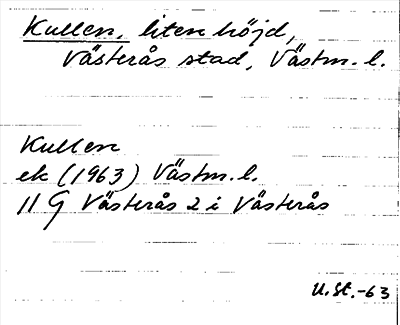 Kullen, liten höjd,
Västerås stad, Västm. l.
Kullen
ek (1963) Västm. l.
11 G Västerås 2 i Västerås
U.St.-63